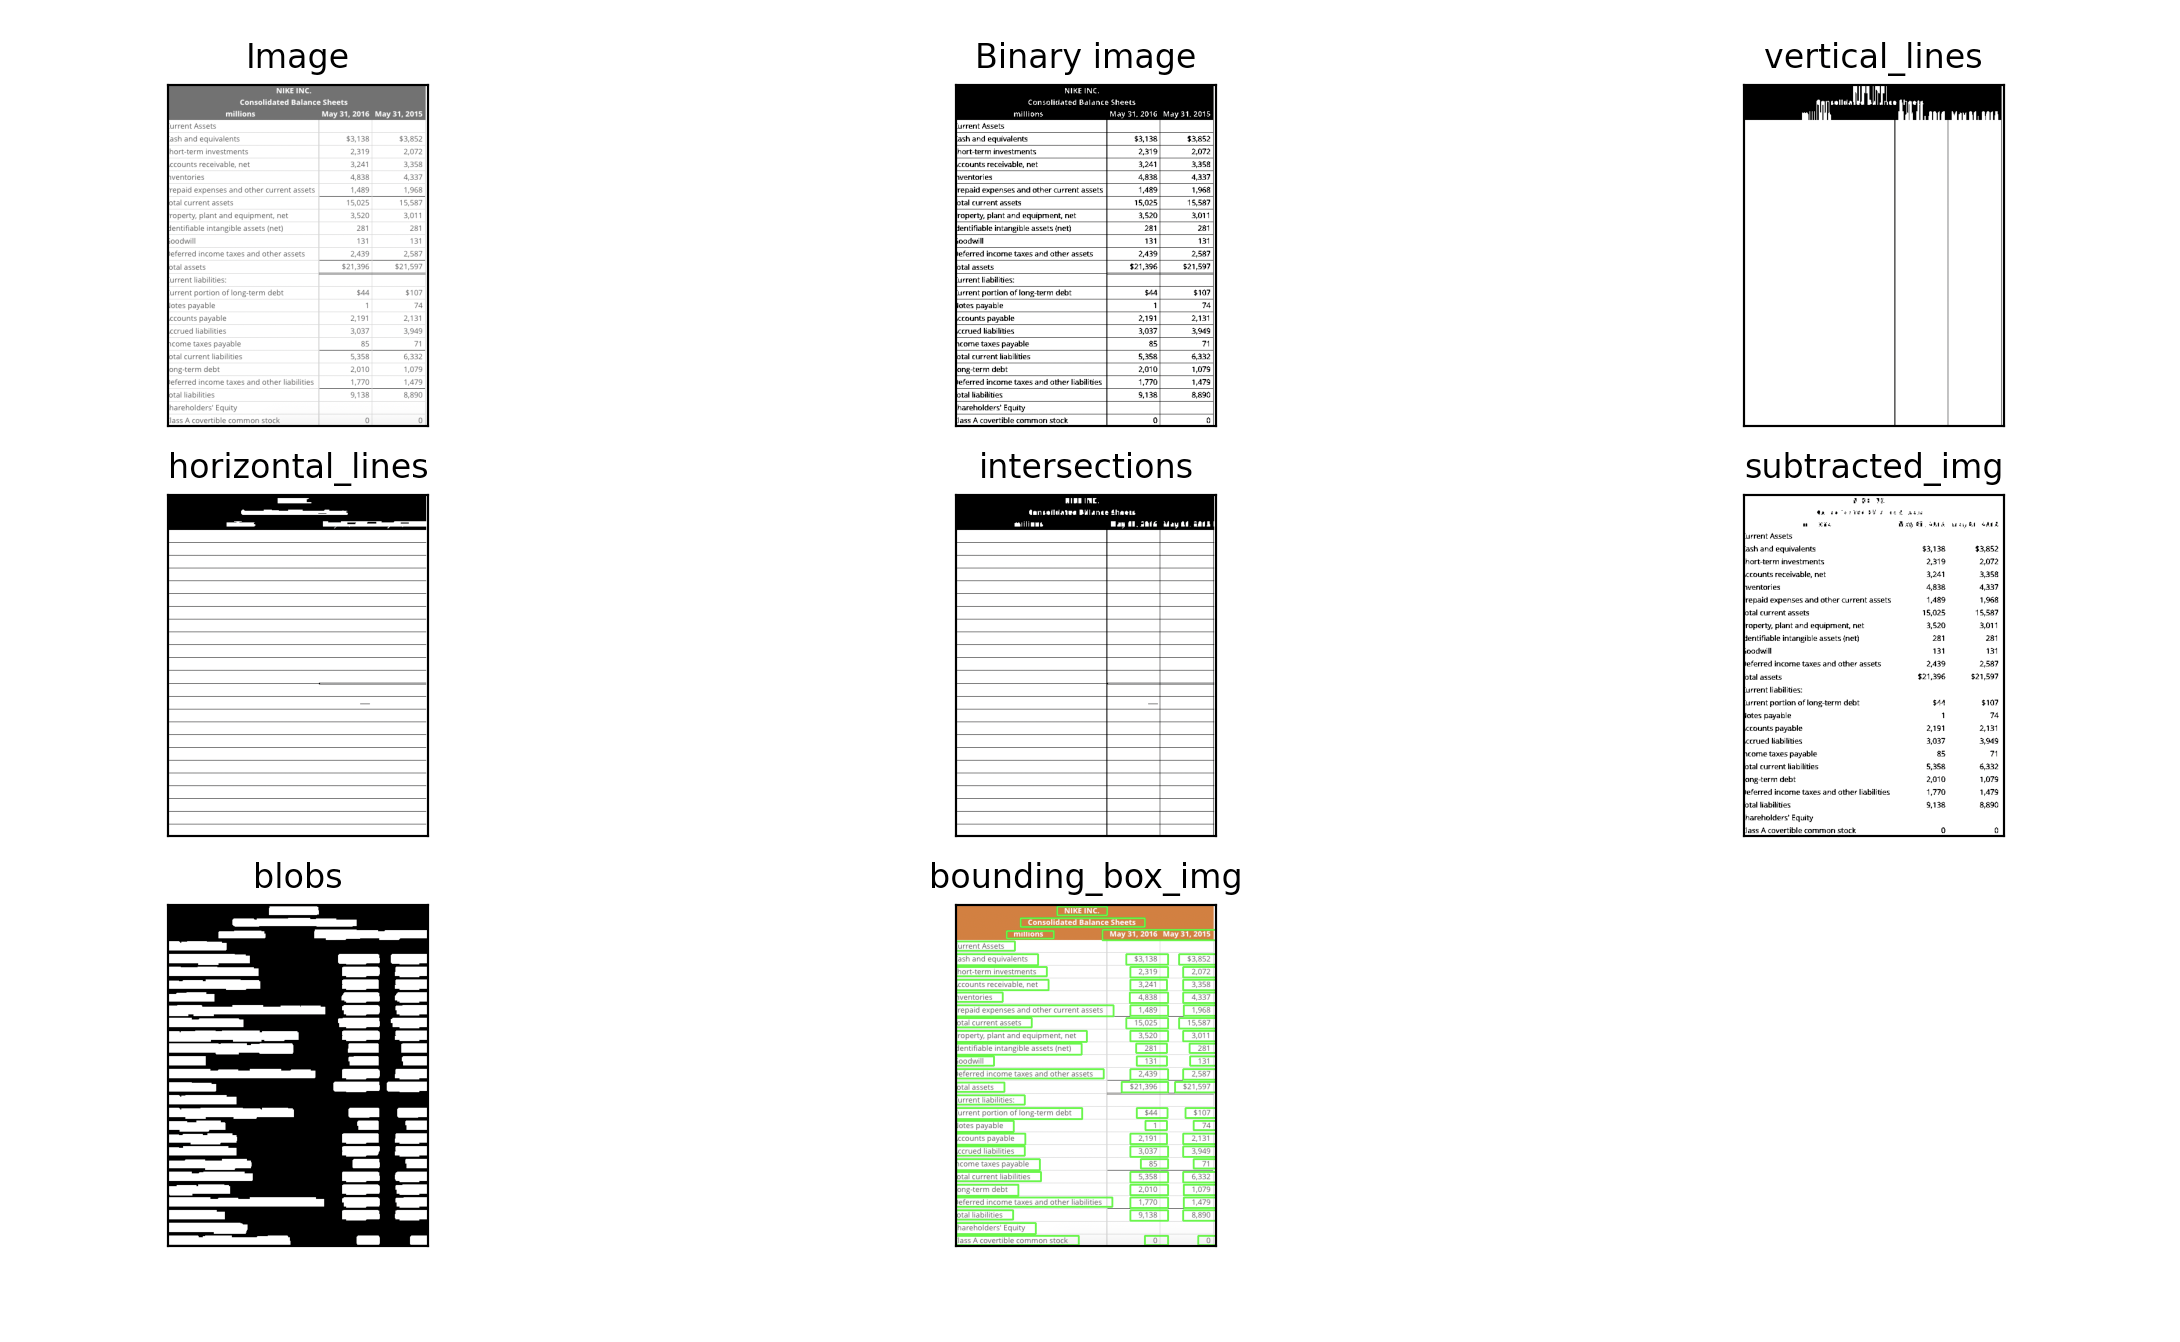 Image
NIKE INC.
Consolidated Balance Sheets
millions May 31, 2016 May 31, 2015
urrent Assets
ash and equivalents $3,138 $3,852
hort-term investments 2,319 2,072
ccounts receivable, net 3,241 3,358
nventories 4,838 4,337
repaid expenses and other current assets 1,489 1,968
otal current assets 15,025 15,587
roperty, plant and equipment, net 3,520 3,011
dentifiable intangible assets (net) 281 281
oodwill 131 131
eferred income taxes and other assets 2,439 2,587
otal assets $21,396 $21,597
urrent liabilities:
urrent portion of long-term debt $44 $107
otes payable 1 74
ccounts payable 2,191 2,131
ccrued liabilities 3,037 3,949
ncome taxes payable 85 71
otal current liabilities 5,358 6,332
ong-term debt 2,010 1,079
eferred income taxes and other liabilities 1,770 1,479
otal liabilities 9,138 8,890
hareholders' Equity
lass A covertible common stock 0 0
Binary image
NIKE INC.
Consolidated Balance Sheets
millions May 31, 2016 May 31, 2015
urrent Assets
ash and equivalents $3,138 $3,852
hort-term investments 2,319 2,072
ccounts receivable, net 3,241 3,358
nventories 4,838 4,337
repaid expenses and other current assets 1,489 1,968
otal current assets 15,025 15,587
roperty, plant and equipment, net 3,520 3,011
dentifiable intangible assets (net) 281 281
oodwill 131 131
eferred income taxes and other assets 2,439 2,587
otal assets $21,396 $21,597
urrent liabilities:
urrent portion of long-term debt $44 $107
otes payable 1 74
ccounts payable 2,191 2,131
ccrued liabilities 3,037 3,949
ncome taxes payable 85 71
otal current liabilities 5,358 6,332
ong-term debt 2,010 1,079
eferred income taxes and other liabilities 1,770 1,479
otal liabilities 9,138 8,890
hareholders' Equity
lass A covertible common stock 0 0
vertical_lines
horizontal_lines
intersections
NIKE INC.
Consolidated Balance Sheets
millions
subtracted_img
urrent Assets
ash and equivalents $3,138 $3,852
hort-term investments 2,319 2,072
ccounts receivable, net 3,241 3,358
nventories 4,838 4,337
repaid expenses and other current assets 1,489 1,968
otal current assets 15,025 15,587
roperty, plant and equipment, net 3,520 3,011
dentifiable intangible assets (net) 281 281
oodwill 131 131
eferred income taxes and other assets 2,439 2,587
otal assets $21,396 $21,597
urrent liabilities:
urrent portion of long-term debt $44 $107
otes payable 1 74
ccounts payable 2,191 2,131
ccrued liabilities 3,037 3,949
ncome taxes payable 85 71
otal current liabilities 5,358 6,332
ong-term debt 2,010 1,079
eferred income taxes and other liabilities 1,770 1,479
otal liabilities 9,138 8,890
hareholders' Equity
lass A covertible common stock 0 0
blobs
bounding_box_img
NIKE INC.
Consolidated Balance Sheets
millions May 31, 2016 May 31, 2015
urrent Assets
ash and equivalents $3,138 $3,852
hort-term investments 2,319 2,072
ccounts receivable, net 3,241 3,358
nventories 4,838 4,337
repaid expenses and other current assets 1,489 1,968
otal current assets 15,025 15,587
roperty, plant and equipment, net 3,520 3,011
dentifiable intangible assets (net) 281 281
oodwill 131 131
eferred income taxes and other assets 2,439 2,587
otal assets $21,396 $21,597
urrent liabilities:
urrent portion of long-term debt $44 $107
otes payable 1 74
ccounts payable 2,191 2,131
ccrued liabilities 3,037 3,949
ncome taxes payable 85 71
otal current liabilities 5,358 6,332
ong-term debt 2,010 1,079
eferred income taxes and other liabilities 1,770 1,479
otal liabilities 9,138 8,890
hareholders' Equity
lass A covertible common stock 0 0